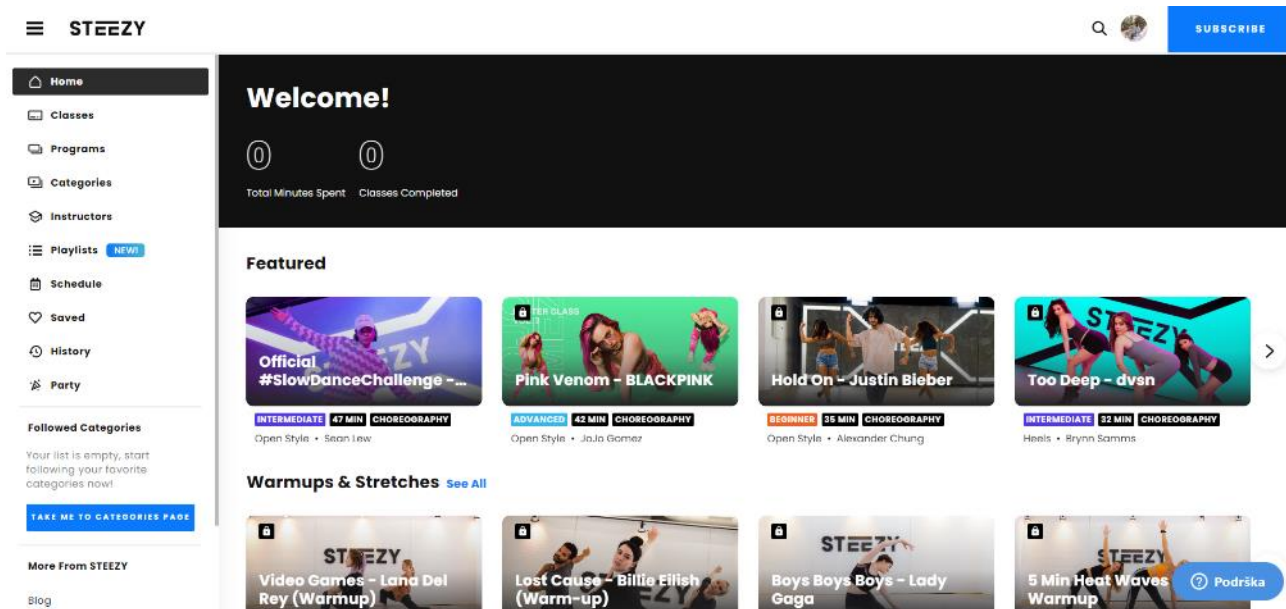 STEEZY
SUBSCRIBE
Home
Classes
Programs
Categories
Instructors
Playlists NEW!
Schedule
Saved
History
Party
Followed Categories
Your list is empty, start
following your favorite
categories now!
TAKE ME TO CATEGORIES PAGE
More From STEEZY
Blog
Welcome!
0 0
Total Minutes Spent Classes Completed
Featured
Official
#SlowDanceChallenge -...
INTERMEDIATE 47 MIN CHOREOGRAPHY
Open Style • Sean Lew
Pink Venom - BLACKPINK
ADVANCED 42 MIN CHOREOGRAPHY
Open Style • JoJo Gomez
Hold On - Justin Bieber
BEGINNER 35 MIN CHOREOGRAPHY
Open Style • Alexander Chung
STEEZY
Too Deep - dvsn
INTERMEDIATE 32 MIN CHOREOGRAPHY
Heels • Brynn Samms
Warmups & Stretches See All
STEEZY
Video Games - Lana Del
Rey (Warmup)
Lost Cause - Billie Eilish
(Warm-up)
STEEZY
Boys Boys Boys - Lady
Gaga
STEEZY
5 Min Heat Waves
Warmup
Podrška